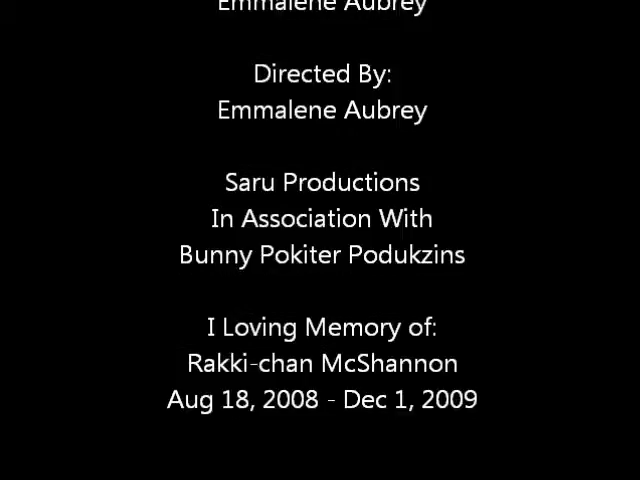 Emmalene Aubrey
Directed By:
Emmalene Aubrey
Saru Productions
In Association With
Bunny Pokiter Podukzins
I Loving Memory of:
Rakki-chan McShannon
Aug 18, 2008 - Dec 1, 2009